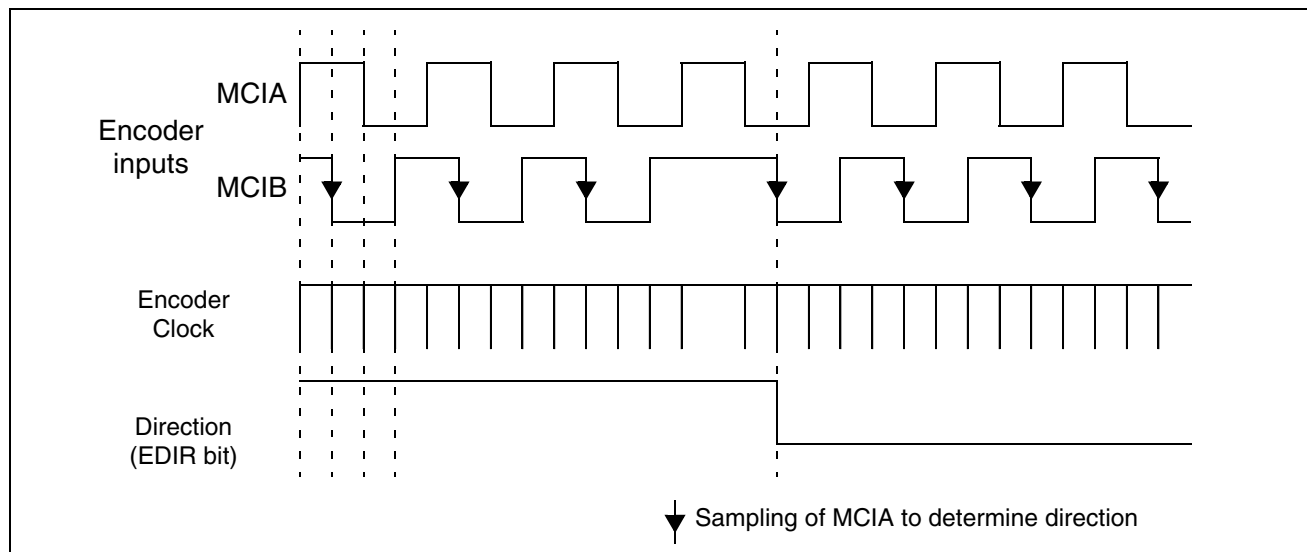 MCIA
Encoder
inputs
MCIB
Encoder
Clock
Direction
(EDIR bit)
Sampling of MCIA to determine direction